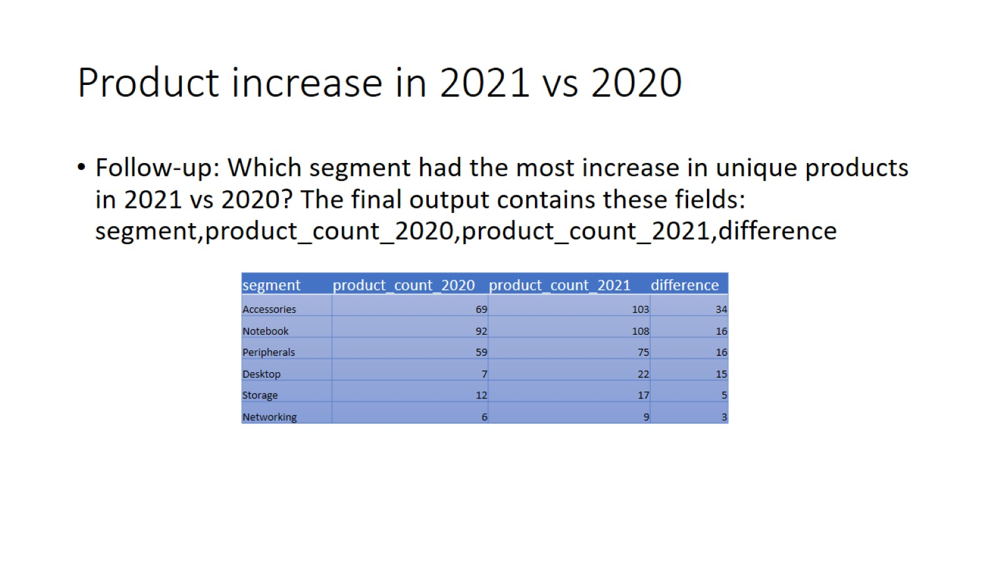 Product increase in 2021 vs 2020
• Follow-up: Which segment had the most increase in unique products
in 2021 vs 2020? The final output contains these fields:
segment,product_count_2020,product_count_2021,difference
segment product_count_2020 product_count_2021 difference
Accessories 69 103 34
Notebook 92 108 16
Peripherals 59 75 16
Desktop 7 22 15
Storage 12 17 5
Networking 6 9 3